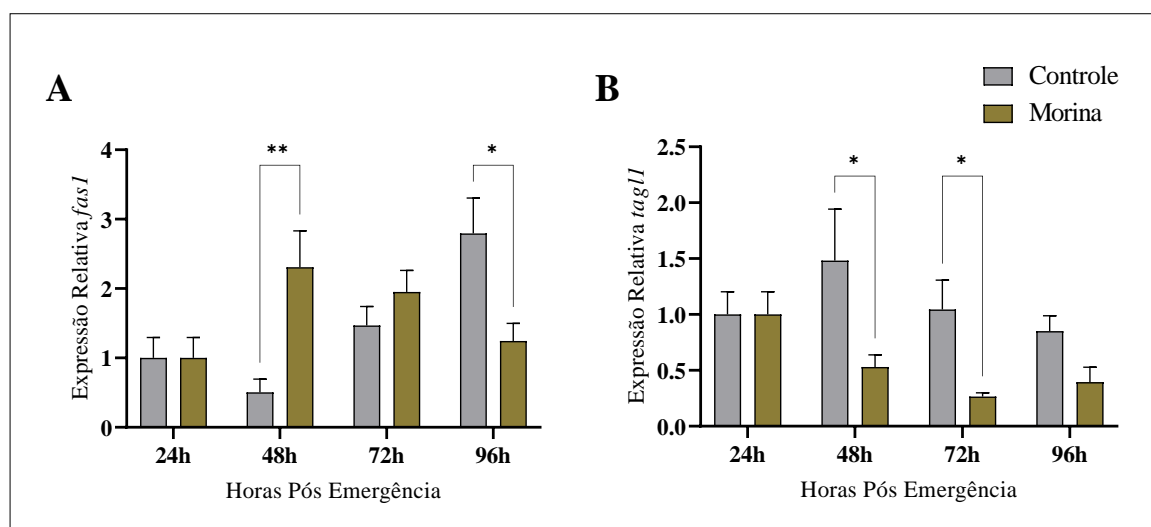 A
Expressão Relativa fas1
4
3
2
1
0
**
*
24h 48h 72h 96h
Horas Pós Emergência
B
Controle
Morina
Expressão Relativa tagl1
2.5
2.0
1.5
1.0
0.5
0.0
*
*
24h 48h 72h 96h
Horas Pós Emergência